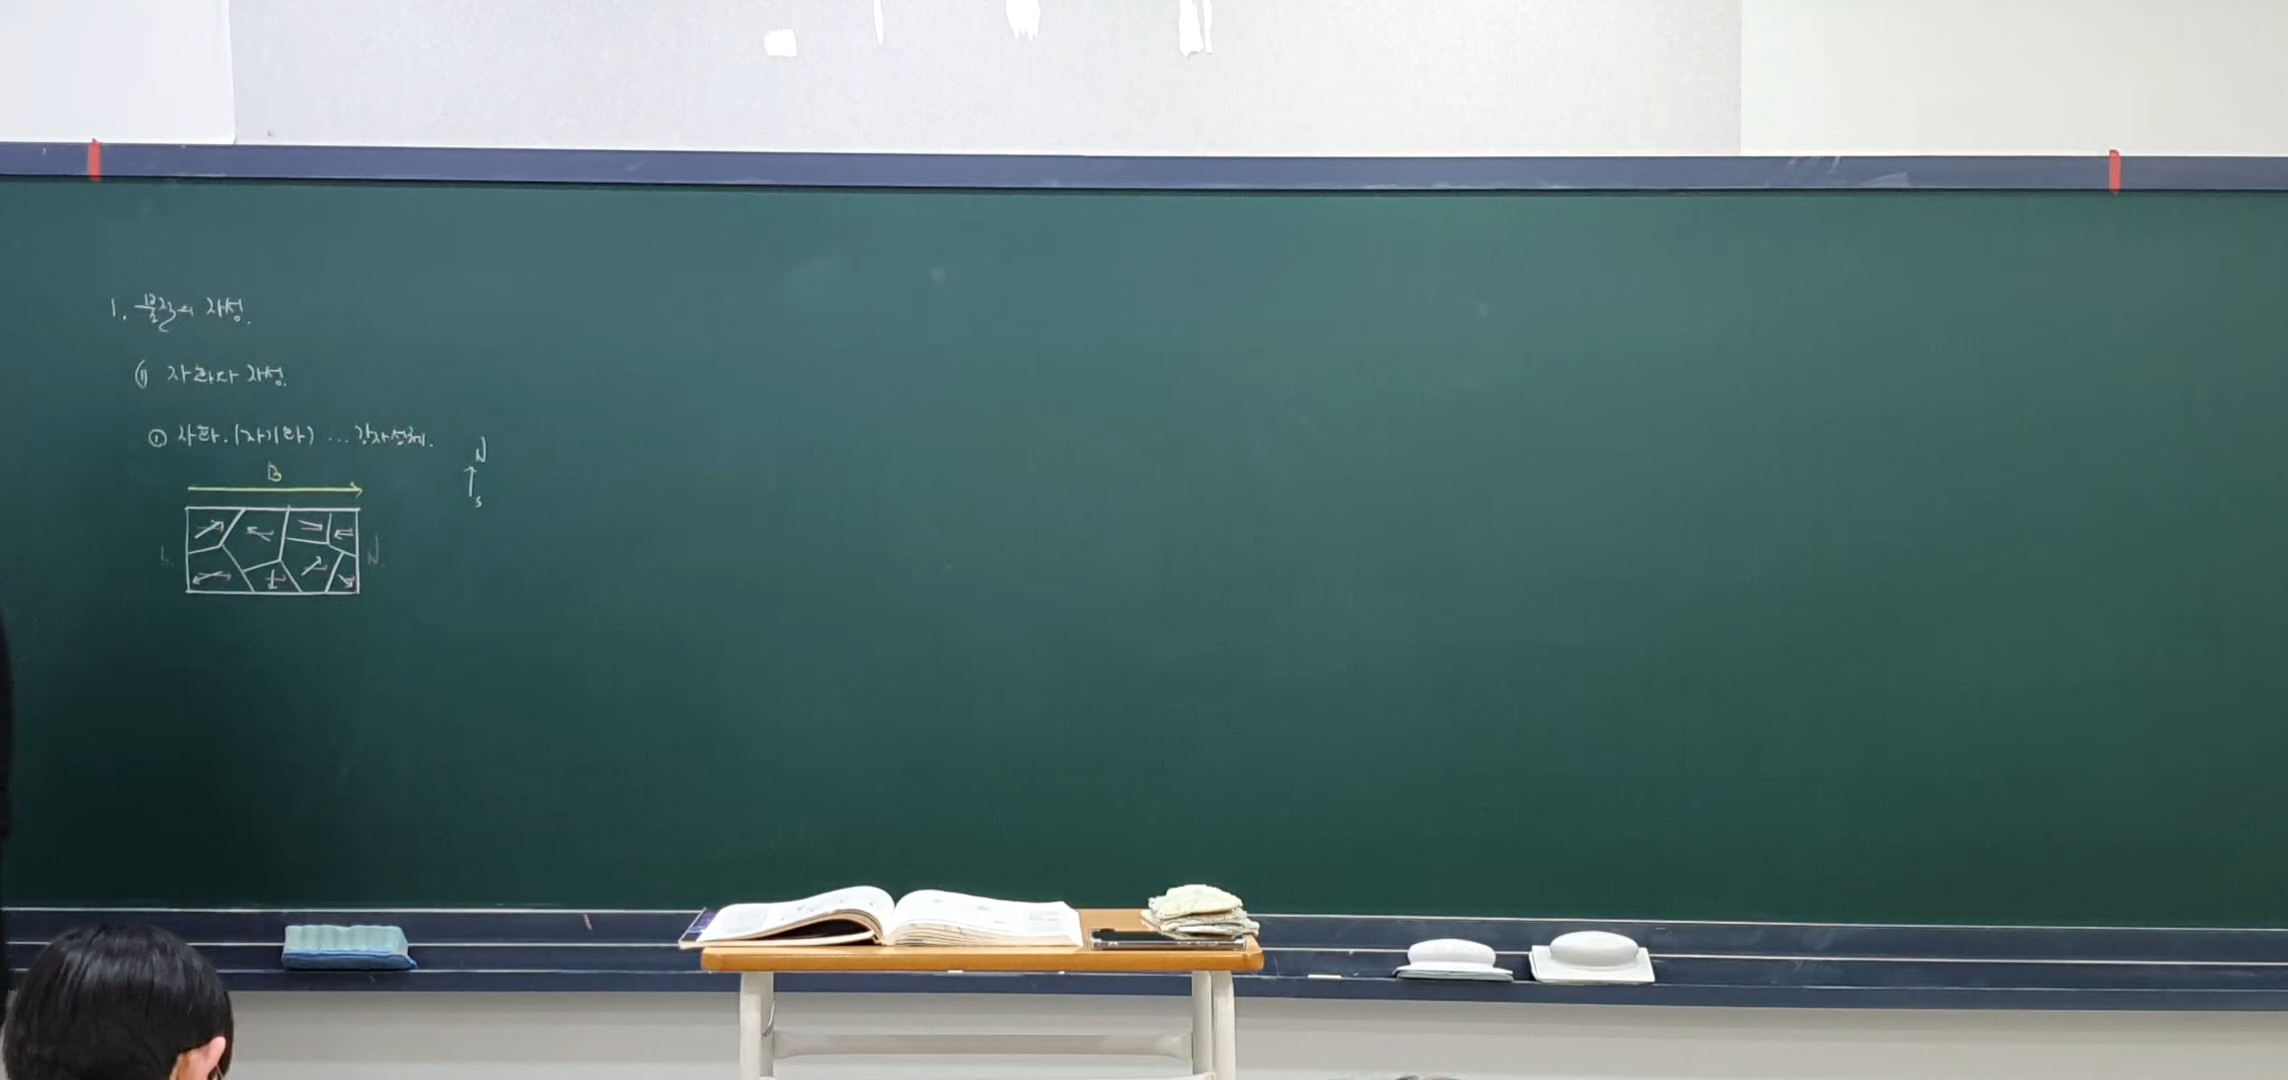 1. 물질의 자성.
(1) 자화와 자성.
① 자화.(자기화) ... 강자성체.
N
B
S
N